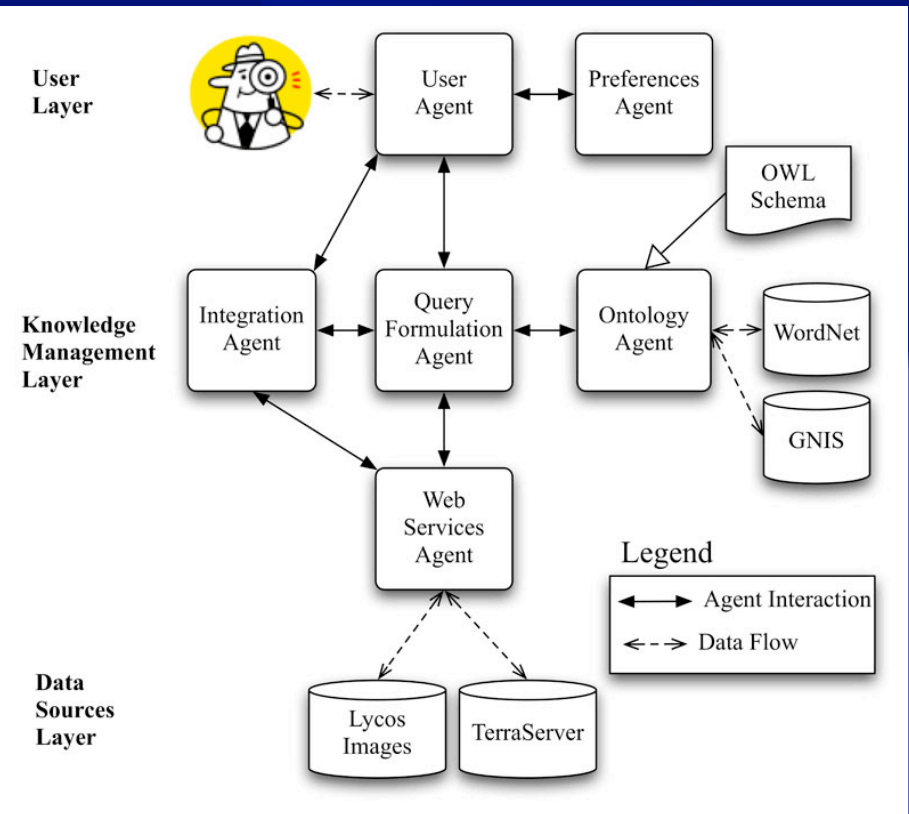 User
Layer
User
Agent
Preferences
Agent
OWL
Schema
Knowledge
Management
Layer
Integration
Agent
Query
Formulation
Agent
Ontology
Agent
WordNet
GNIS
Web
Services
Agent
Legend
Agent Interaction
Data Flow
Data
Sources
Layer
Lycos
Images
TerraServer